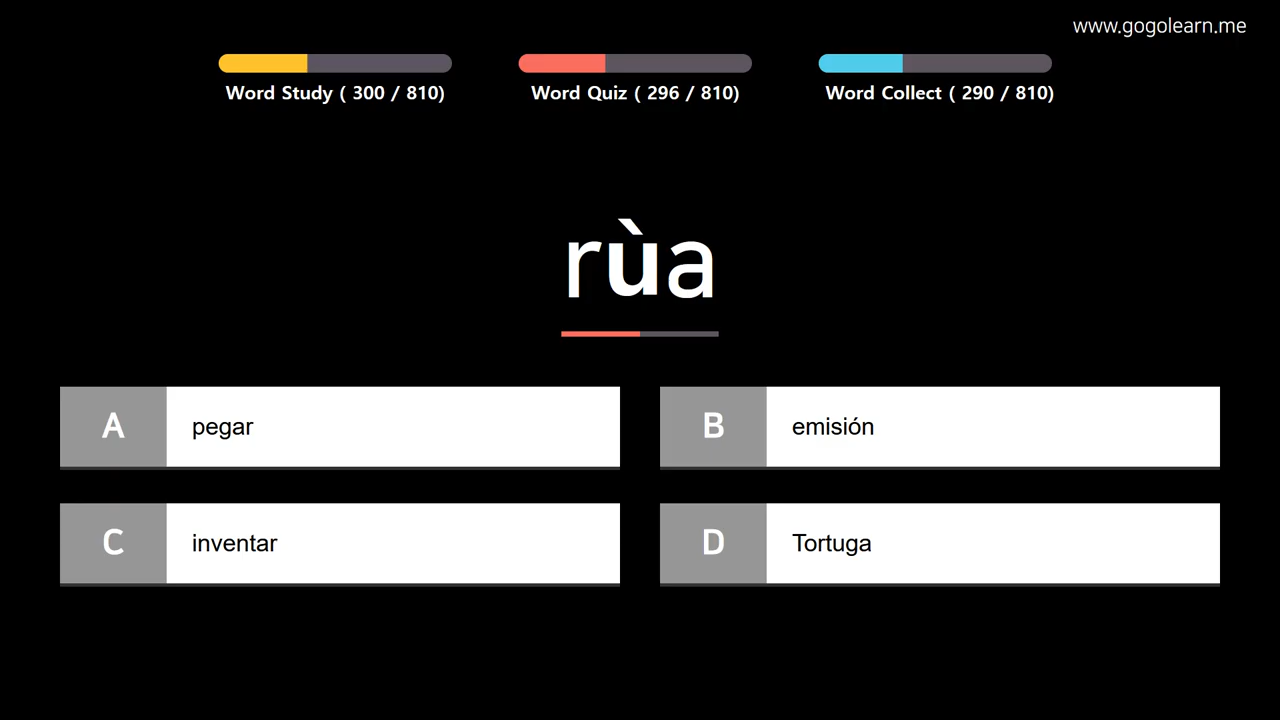 www.gogolearn.me
Word Study ( 300 / 810)
Word Quiz ( 296 / 810)
Word Collect ( 290 / 810)
rùa
A pegar
B emisión
C inventar
D Tortuga